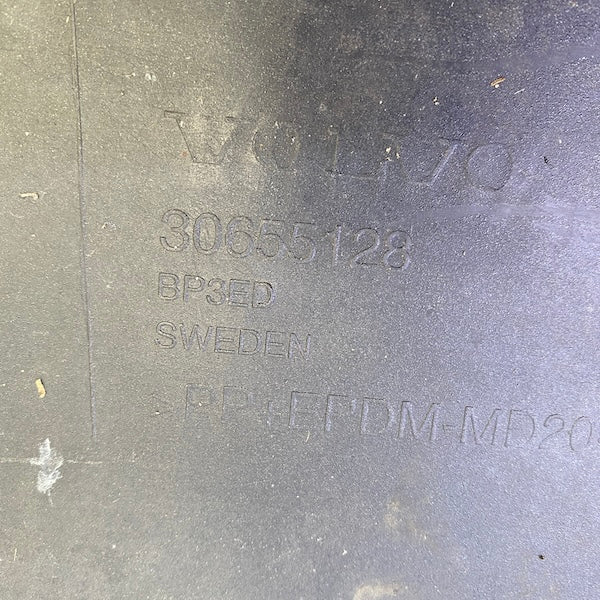 VOLVO
30655128
BP3ED
SWEDEN
>PP+EPDM-MD20<